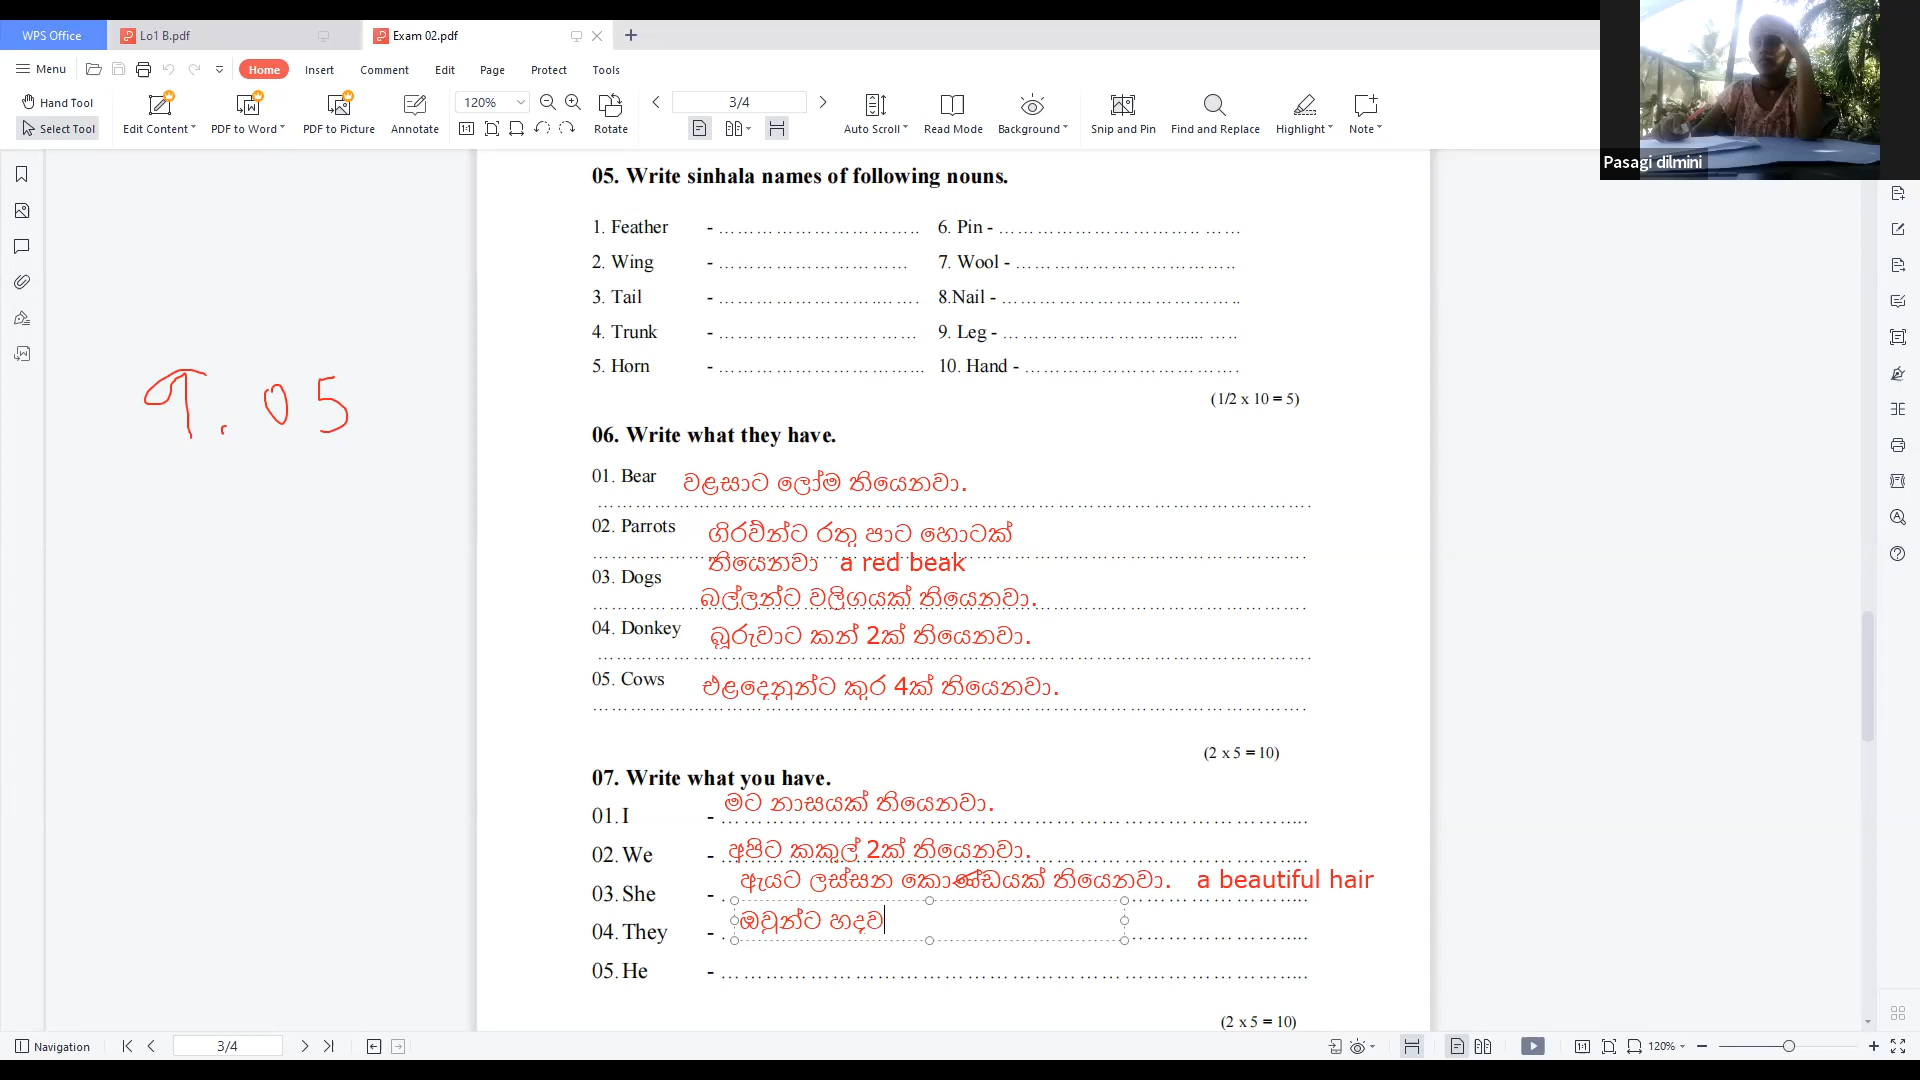 WPS Office
Lo1 B.pdf
Exam 02.pdf
Menu
Home
Insert
Comment
Edit
Page
Protect
Tools
Hand Tool
Select Tool
Edit Content
PDF to Word
PDF to Picture
Annotate
120%
Rotate
3/4
Auto Scroll
Read Mode
Background
Snip and Pin
Find and Replace
Highlight
Note
Pasagi dilmini
9.05
05. Write sinhala names of following nouns.
1. Feather - ................................ 6. Pin - ................................
2. Wing - ................................ 7. Wool - ................................
3. Tail - ................................ 8.Nail - ................................
4. Trunk - ................................ 9. Leg - ................................
5. Horn - ................................ 10. Hand - ................................
(1/2 x 10 = 5)
06. Write what they have.
01. Bear වළසාට ලෝම තියෙනවා.
02. Parrots ගිරව්න්ට රතු පාට හොටක්
තියෙනවා a red beak
03. Dogs
බල්ලන්ට වලිගයක් තියෙනවා.
04. Donkey බූරුවාට කන් 2ක් තියෙනවා.
05. Cows එළදෙනුන්ට කුර 4ක් තියෙනවා.
(2 x 5 = 10)
07. Write what you have.
01. I - මට නාසයක් තියෙනවා.
02. We - අපිට කකුල් 2ක් තියෙනවා.
03. She - ඇයට ලස්සන කොණ්ඩයක් තියෙනවා. a beautiful hair
04. They - ඔවුන්ට හදව
05. He - ................................
(2 x 5 = 10)
Navigation
3/4
120%